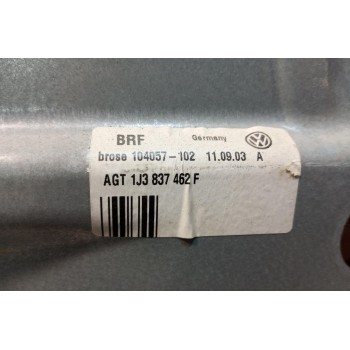 BRF Germany
brose 104057-102 11.09.03 A
AGT 1J3 837 462 F